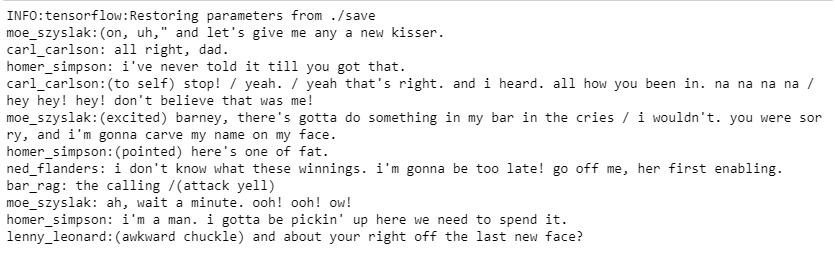 INFO:tensorflow:Restoring parameters from ./save
moe_szyslak:(on, uh," and let's give me any a new kisser.
carl_carlson: all right, dad.
homer_simpson: i've never told it till you got that.
carl_carlson:(to self) stop! / yeah. / yeah that's right. and i heard. all how you been in. na na na na /
hey hey! hey! don't believe that was me!
moe_szyslak:(excited) barney, there's gotta do something in my bar in the cries / i wouldn't. you were sor
ry, and i'm gonna carve my name on my face.
homer_simpson:(pointed) here's one of fat.
ned_flanders: i don't know what these winnings. i'm gonna be too late! go off me, her first enabling.
bar_rag: the calling /(attack yell)
moe_szyslak: ah, wait a minute. ooh! ooh! ow!
homer_simpson: i'm a man. i gotta be pickin' up here we need to spend it.
lenny_leonard:(awkward chuckle) and about your right off the last new face?